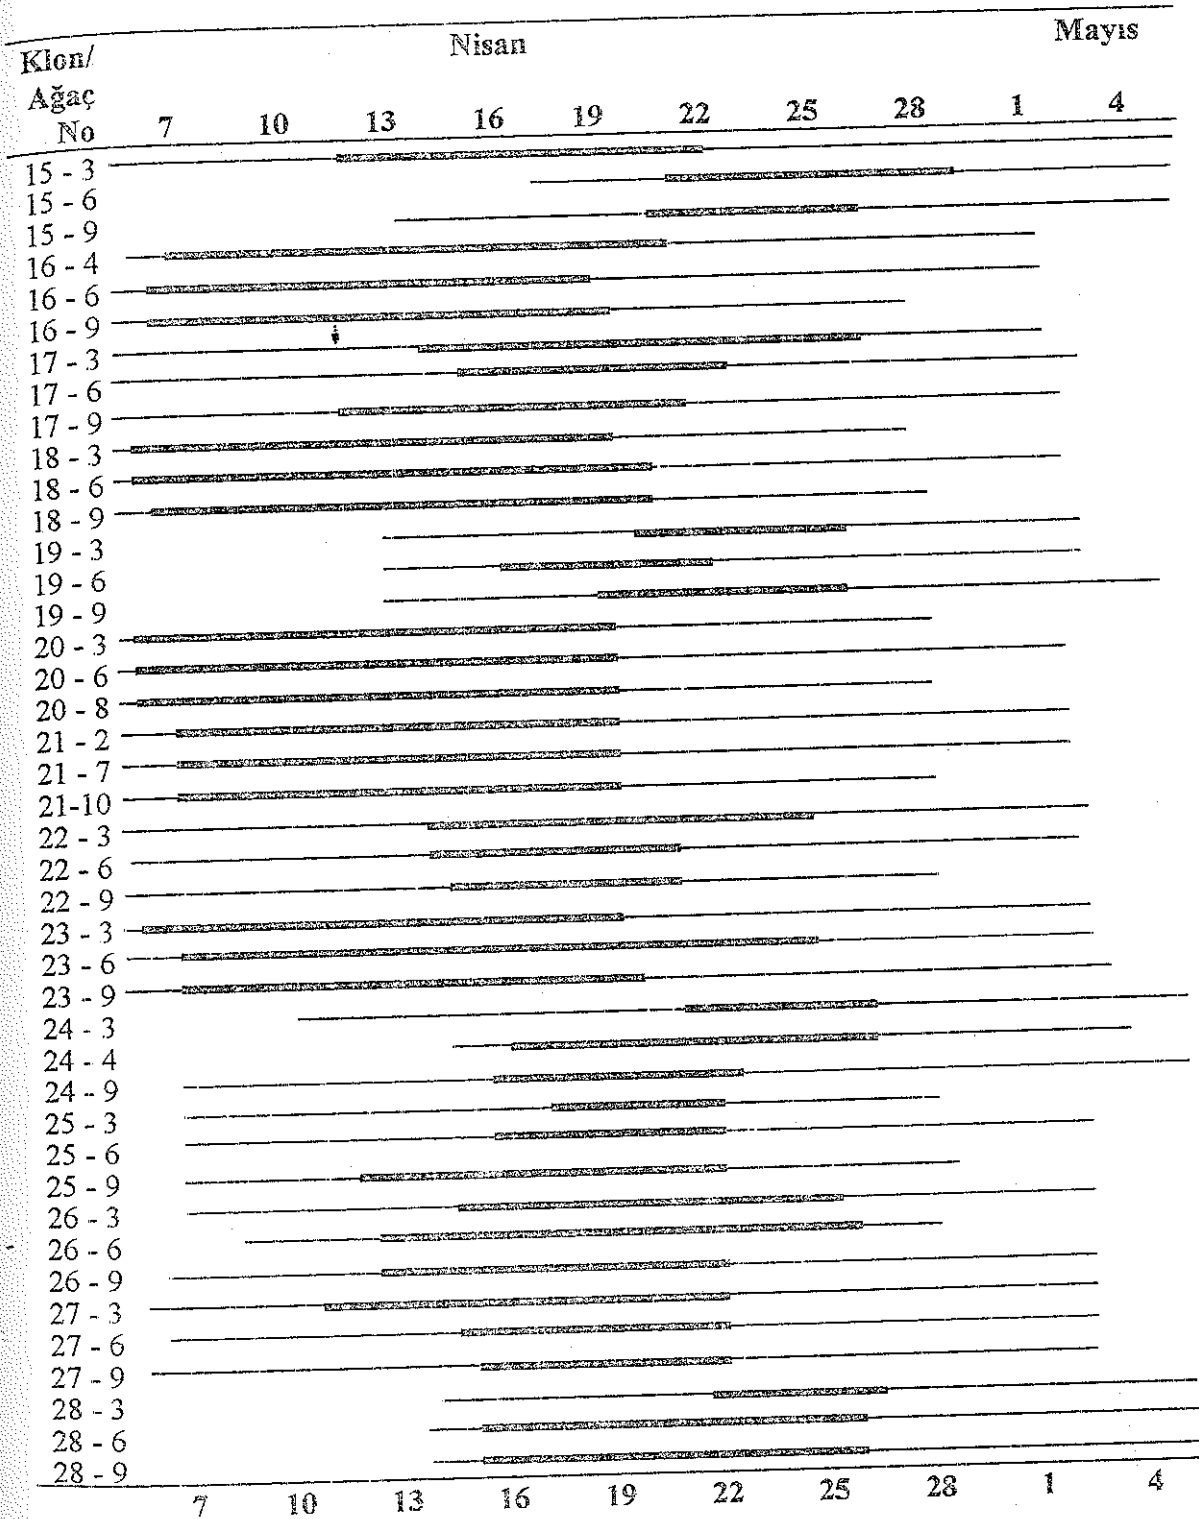 Klon/ Nisan Mayıs
Ağaç
No 7 10 13 16 19 22 25 28 1 4
15 - 3
15 - 6
15 - 9
16 - 4
16 - 6
16 - 9
17 - 3
17 - 6
17 - 9
18 - 3
18 - 6
18 - 9
19 - 3
19 - 6
19 - 9
20 - 3
20 - 6
20 - 8
21 - 2
21 - 7
21-10
22 - 3
22 - 6
22 - 9
23 - 3
23 - 6
23 - 9
24 - 3
24 - 4
24 - 9
25 - 3
25 - 6
25 - 9
26 - 3
26 - 6
26 - 9
27 - 3
27 - 6
27 - 9
28 - 3
28 - 6
28 - 9
7 10 13 16 19 22 25 28 1 4